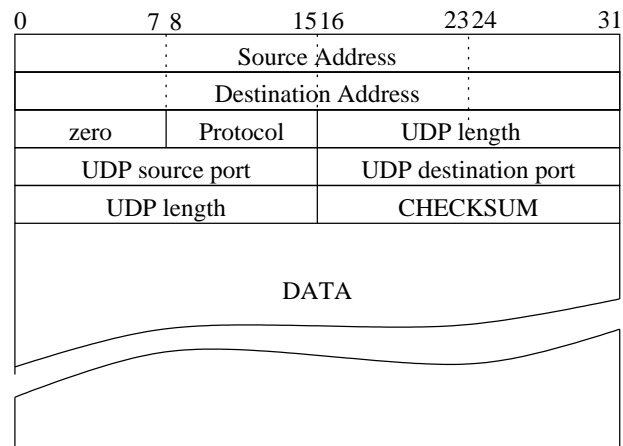 0 7 8 15 16 23 24 31
Source Address
Destination Address
zero Protocol UDP length
UDP source port UDP destination port
UDP length CHECKSUM
DATA